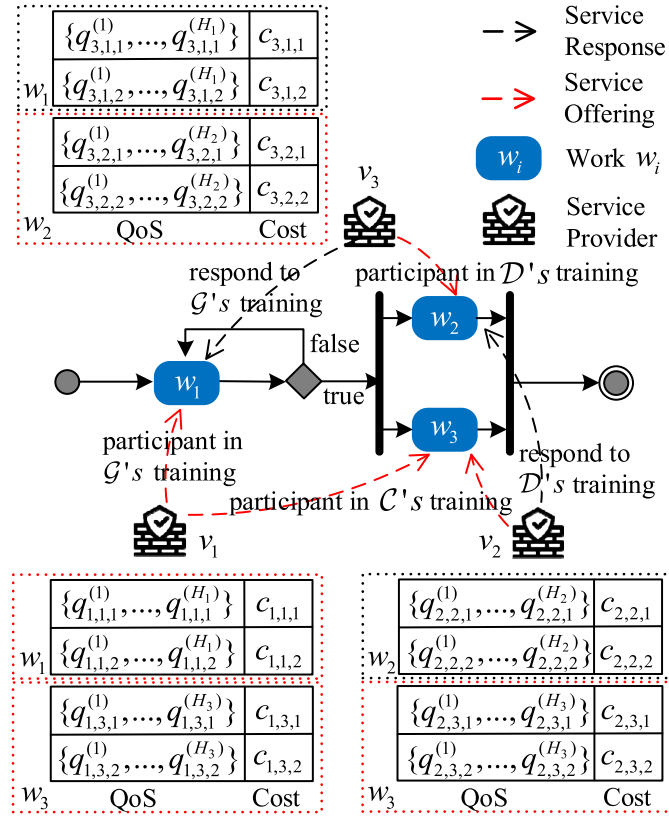 {q_{3,1,1}^{(1)},...,q_{3,1,1}^{(H_1)}} c_{3,1,1}
w_1 {q_{3,1,2}^{(1)},...,q_{3,1,2}^{(H_1)}} c_{3,1,2}
{q_{3,2,1}^{(1)},...,q_{3,2,1}^{(H_2)}} c_{3,2,1}
{q_{3,2,2}^{(1)},...,q_{3,2,2}^{(H_2)}} c_{3,2,2}
w_2 QoS Cost
Service
Response
Service
Offering
w_i Work w_i
Service
Provider
v_3
respond to
𝒢's training
participant in 𝒟's training
w_2
false
w_1
true
w_3
participant in
𝒢's training
participant in 𝒞's training
respond to
𝒟's training
v_1
v_2
{q_{1,1,1}^{(1)},...,q_{1,1,1}^{(H_1)}} c_{1,1,1}
w_1 {q_{1,1,2}^{(1)},...,q_{1,1,2}^{(H_1)}} c_{1,1,2}
{q_{1,3,1}^{(1)},...,q_{1,3,1}^{(H_3)}} c_{1,3,1}
{q_{1,3,2}^{(1)},...,q_{1,3,2}^{(H_3)}} c_{1,3,2}
w_3 QoS Cost
{q_{2,2,1}^{(1)},...,q_{2,2,1}^{(H_2)}} c_{2,2,1}
w_2 {q_{2,2,2}^{(1)},...,q_{2,2,2}^{(H_2)}} c_{2,2,2}
{q_{2,3,1}^{(1)},...,q_{2,3,1}^{(H_3)}} c_{2,3,1}
{q_{2,3,2}^{(1)},...,q_{2,3,2}^{(H_3)}} c_{2,3,2}
w_3 QoS Cost